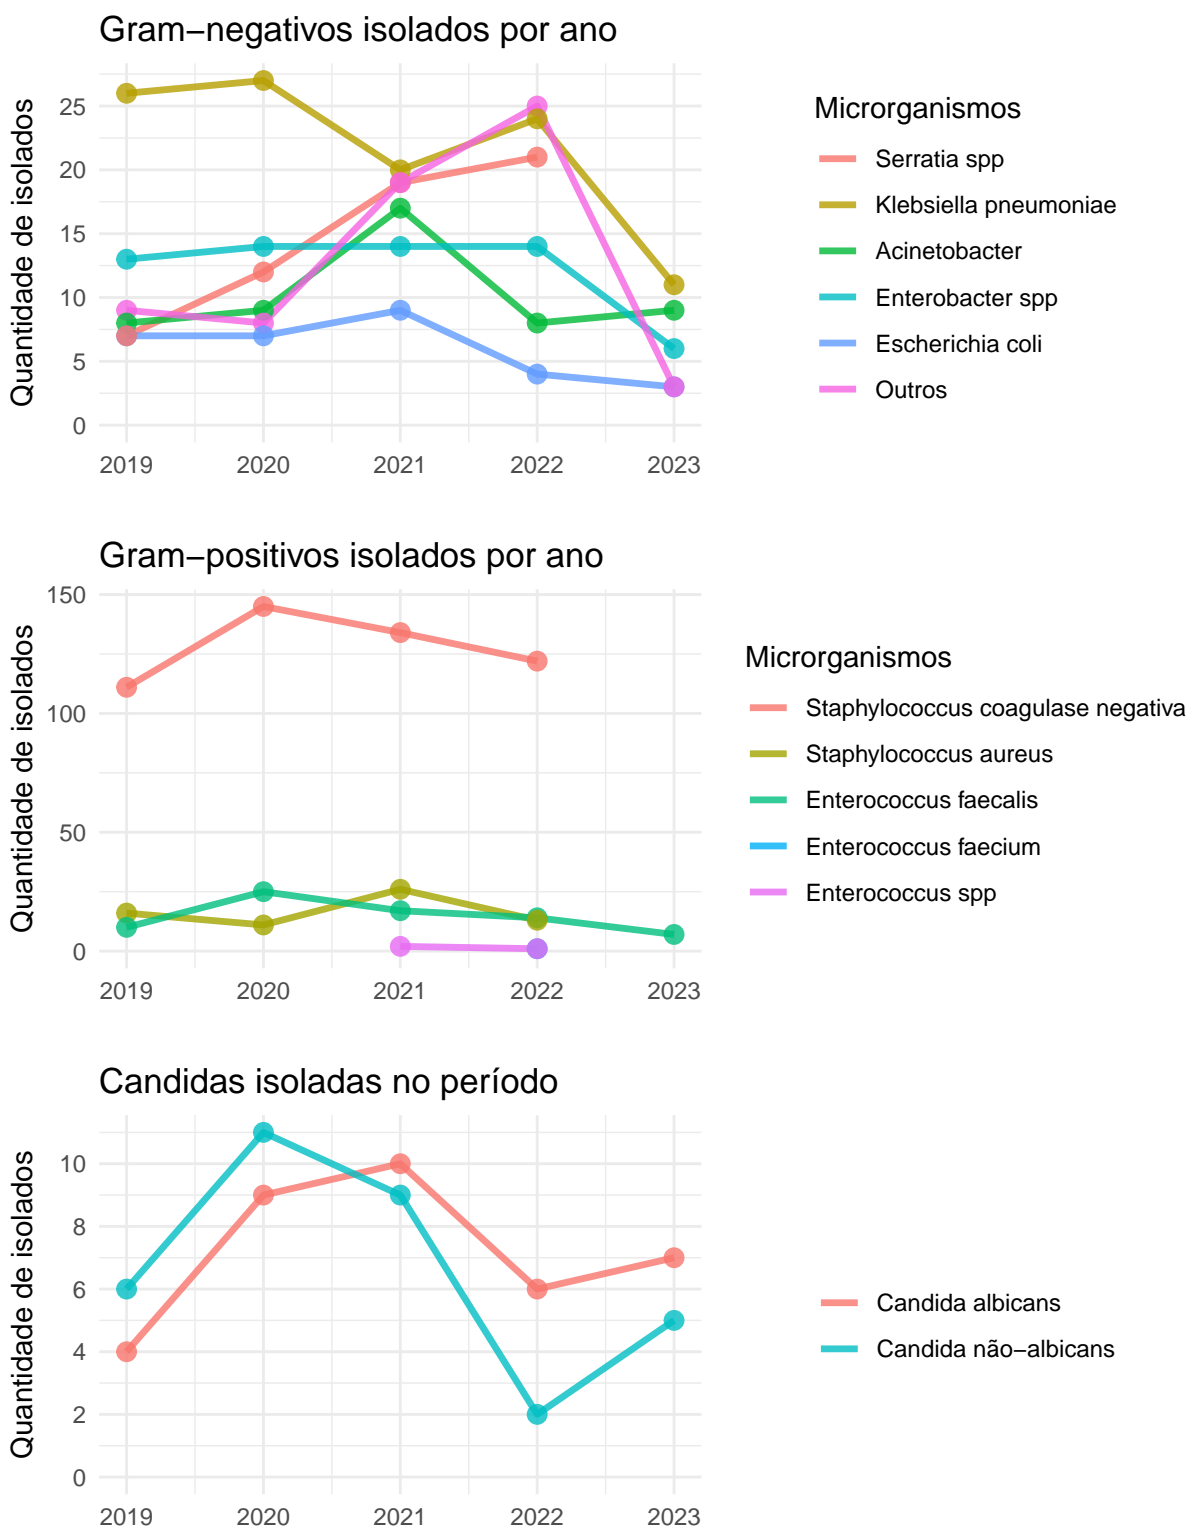 Gram−negativos isolados por ano
Quantidade de isolados
25
20
15
10
5
0
2019 2020 2021 2022 2023
Microrganismos
Serratia spp
Klebsiella pneumoniae
Acinetobacter
Enterobacter spp
Escherichia coli
Outros
Gram−positivos isolados por ano
Quantidade de isolados
150
100
50
0
2019 2020 2021 2022 2023
Microrganismos
Staphylococcus coagulase negativa
Staphylococcus aureus
Enterococcus faecalis
Enterococcus faecium
Enterococcus spp
Candidas isoladas no período
Quantidade de isolados
10
8
6
4
2
0
2019 2020 2021 2022 2023
Candida albicans
Candida não−albicans